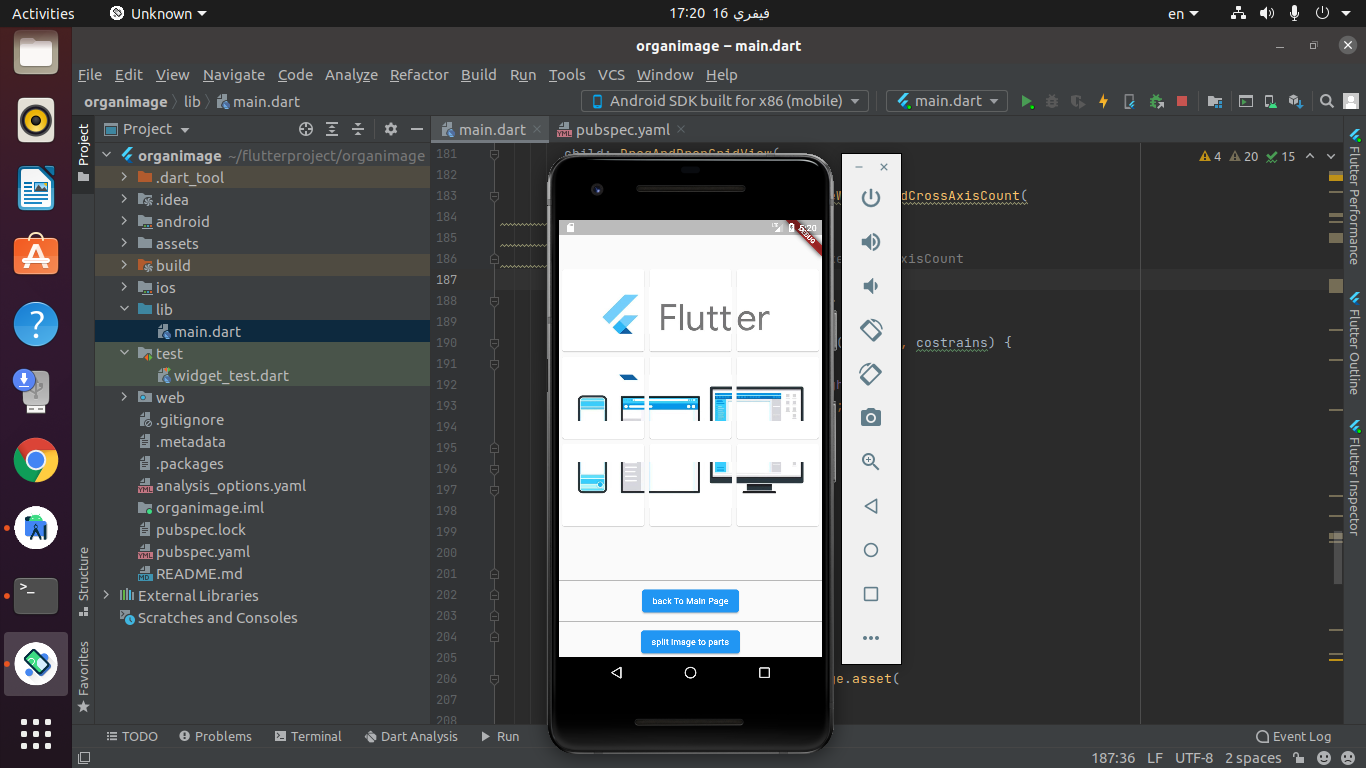 Activities
Unknown
17:20 16 فيفري
en
organimage – main.dart
File Edit View Navigate Code Analyze Refactor Build Run Tools VCS Window Help
organimage lib main.dart
Android SDK built for x86 (mobile)
main.dart
Project
main.dart
pubspec.yaml
Project
organimage ~/flutterproject/organimage
.dart_tool
.idea
android
assets
build
ios
lib
main.dart
test
widget_test.dart
web
.gitignore
.metadata
.packages
analysis_options.yaml
organimage.iml
pubspec.lock
pubspec.yaml
README.md
External Libraries
Scratches and Consoles
Structure
Favorites
181
182
183
184
185
186
187
188
189
190
191
192
193
194
195
196
197
198
199
200
201
202
203
204
205
206
207
208
child: DragAndDropGridView(
dCrossAxisCount(
AxisCount
, costrains) {
e.asset(
4 20 15
5:20
DEBUG
Flutter
back To Main Page
split image to parts
Flutter Performance
Flutter Outline
Flutter Inspector
TODO Problems Terminal Dart Analysis Run
Event Log
187:36 LF UTF-8 2 spaces